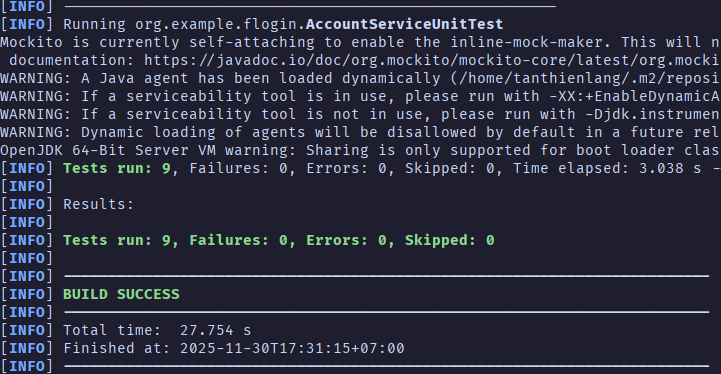 [INFO] -------------------------------------------------------
[INFO] Running org.example.flogin.AccountServiceUnitTest
Mockito is currently self-attaching to enable the inline-mock-maker. This will n
documentation: https://javadoc.io/doc/org.mockito/mockito-core/latest/org.mocki
WARNING: A Java agent has been loaded dynamically (/home/tanthienlang/.m2/reposi
WARNING: If a serviceability tool is in use, please run with -XX:+EnableDynamicA
WARNING: If a serviceability tool is not in use, please run with -Djdk.instrumen
WARNING: Dynamic loading of agents will be disallowed by default in a future rel
OpenJDK 64-Bit Server VM warning: Sharing is only supported for boot loader clas
[INFO] Tests run: 9, Failures: 0, Errors: 0, Skipped: 0, Time elapsed: 3.038 s -
[INFO]
[INFO] Results:
[INFO]
[INFO] Tests run: 9, Failures: 0, Errors: 0, Skipped: 0
[INFO]
[INFO] ------------------------------------------------------------------------
[INFO] BUILD SUCCESS
[INFO] ------------------------------------------------------------------------
[INFO] Total time:  27.754 s
[INFO] Finished at: 2025-11-30T17:31:15+07:00
[INFO] ------------------------------------------------------------------------